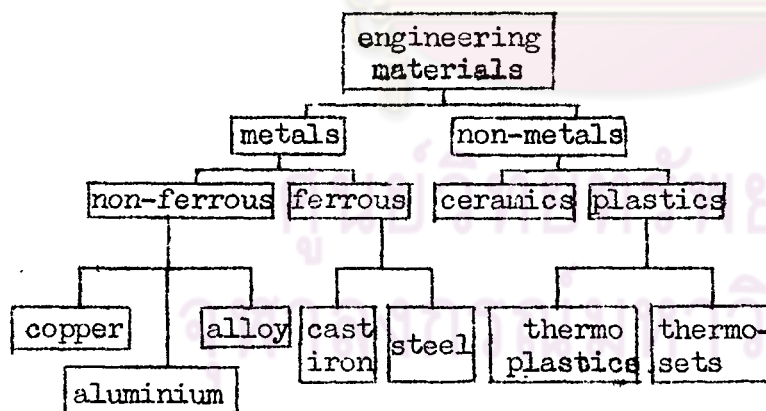 engineering
materials
metals
non-metals
non-ferrous
ferrous
ceramics
plastics
copper
aluminium
alloy
cast
iron
steel
thermo
plastics
thermo-
sets